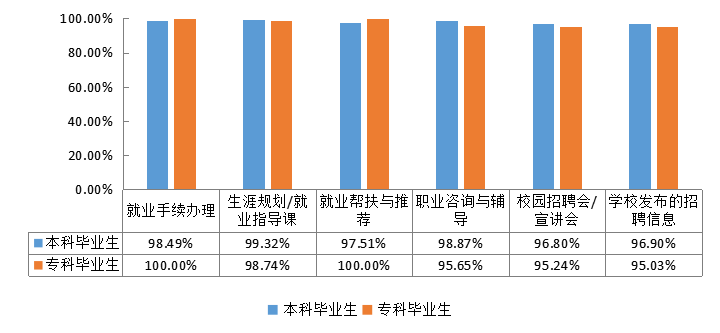 100.00%
80.00%
60.00%
40.00%
20.00%
0.00%
就业手续办理 生涯规划/就业指导课 就业帮扶与推荐 职业咨询与辅导 校园招聘会/宣讲会 学校发布的招聘信息
本科毕业生 98.49% 99.32% 97.51% 98.87% 96.80% 96.90%
专科毕业生 100.00% 98.74% 100.00% 95.65% 95.24% 95.03%
本科毕业生 专科毕业生